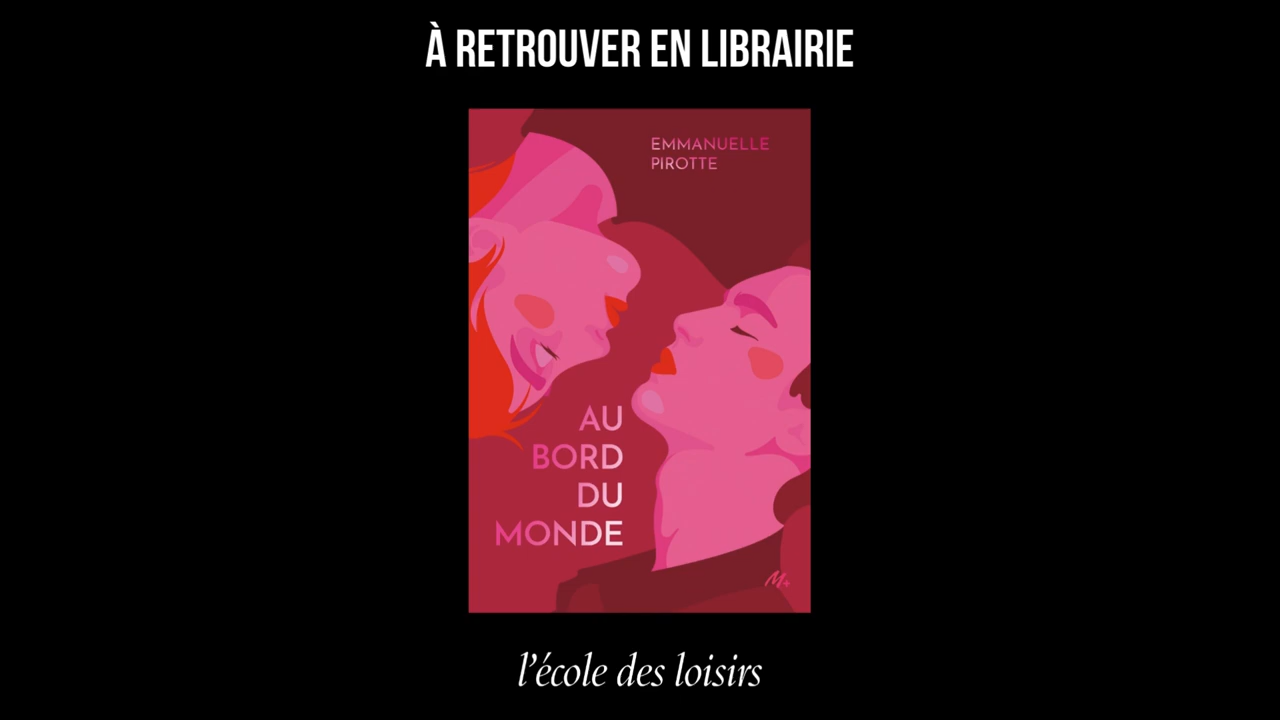 À RETROUVER EN LIBRAIRIE
EMMANUELLE
PIROTTE
AU
BORD
DU
MONDE
M+
l'école des loisirs